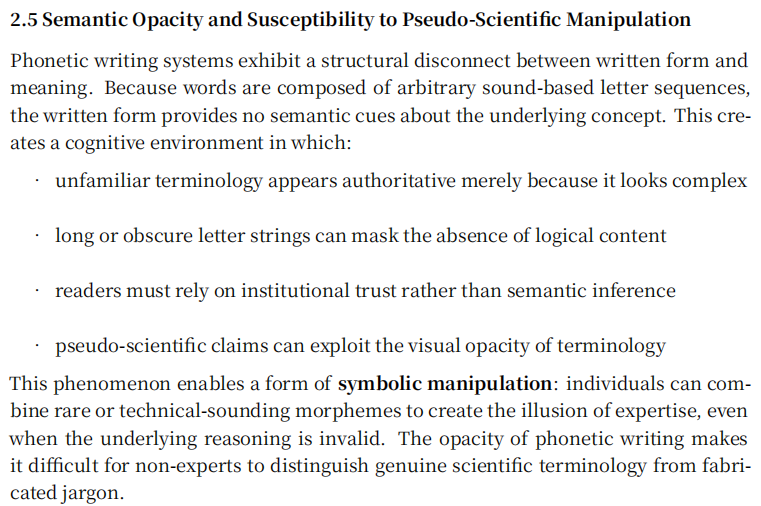 2.5 Semantic Opacity and Susceptibility to Pseudo-Scientific Manipulation
Phonetic writing systems exhibit a structural disconnect between written form and
meaning. Because words are composed of arbitrary sound-based letter sequences,
the written form provides no semantic cues about the underlying concept. This cre-
ates a cognitive environment in which:
· unfamiliar terminology appears authoritative merely because it looks complex
· long or obscure letter strings can mask the absence of logical content
· readers must rely on institutional trust rather than semantic inference
· pseudo-scientific claims can exploit the visual opacity of terminology
This phenomenon enables a form of symbolic manipulation: individuals can com-
bine rare or technical-sounding morphemes to create the illusion of expertise, even
when the underlying reasoning is invalid. The opacity of phonetic writing makes
it difficult for non-experts to distinguish genuine scientific terminology from fabri-
cated jargon.